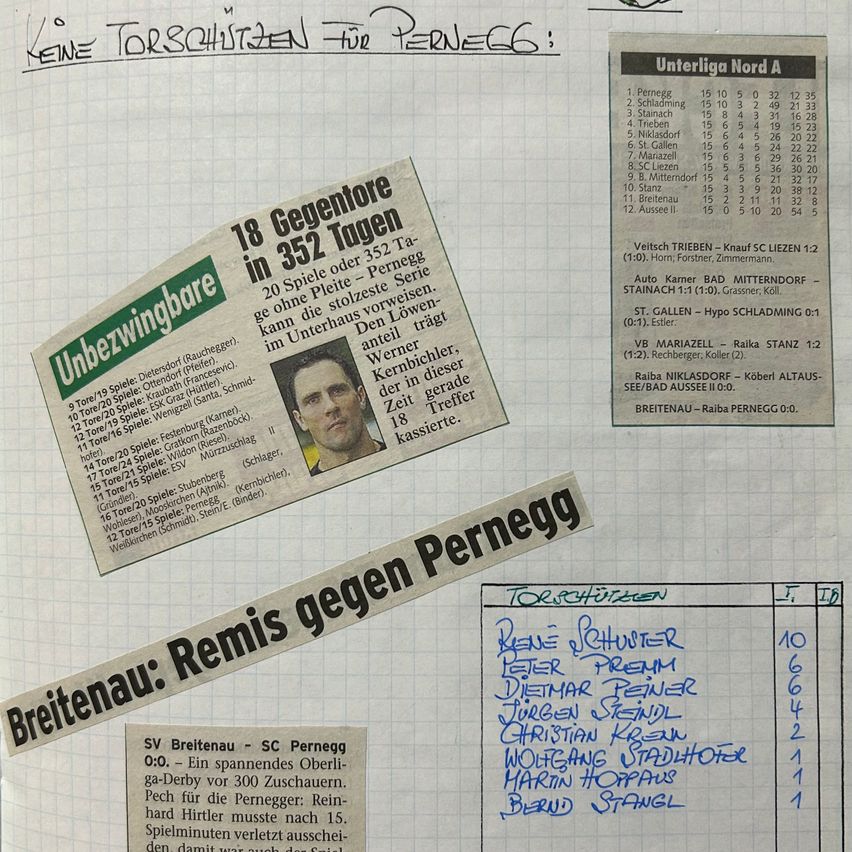 KEINE TORSCHÜTZEN FÜR PERNEGG:
Unterliga Nord A
1. Pernegg 15 10 5 0 32 12 35
2. Schladming 15 10 3 2 49 21 33
3. Stainach 15 8 4 3 31 16 28
4. Trieben 15 6 5 4 19 15 23
5. Niklasdorf 15 6 4 5 26 20 22
6. St. Gallen 15 6 4 5 24 22 22
7. Mariazell 15 6 3 6 29 26 21
8. SC Liezen 15 5 5 5 36 30 20
9. B. Mitterndorf 15 4 5 6 21 32 17
10. Stanz 15 3 3 9 20 38 12
11. Breitenau 15 2 2 11 11 32 8
12. Aussee II 15 0 5 10 20 54 5
Veitsch TRIEBEN – Knauf SC LIEZEN 1:2
(1:0). Horn; Forstner, Zimmermann.
Auto Karner BAD MITTERNDORF –
STAINACH 1:1 (1:0). Grassner; Köll.
ST. GALLEN – Hypo SCHLADMING 0:1
(0:1). Estler.
VB MARIAZELL – Raika STANZ 1:2
(1:2). Rechberger; Koller (2).
Raiba NIKLASDORF – Köberl ALTAUS-
SEE/BAD AUSSEE II 0:0.
BREITENAU – Raiba PERNEGG 0:0.
Unbezwingbare
9 Tore/19 Spiele: Dietersdorf (Rauchegger).
10 Tore/20 Spiele: Ottendorf (Pfeifer).
12 Tore/20 Spiele: Kraubath (Francesevic).
12 Tore/19 Spiele: ESK Graz (Hüttler).
11 Tore/16 Spiele: Wenigzell (Santa, Schmid-
hofer).
14 Tore/20 Spiele: Festenburg (Karner).
17 Tore/24 Spiele: Gratkorn (Razenböck).
15 Tore/21 Spiele: Wildon (Riesel).
11 Tore/15 Spiele: ESV Mürzzuschlag II
(Gründler).
16 Tore/20 Spiele: Stubenberg (Schlager,
Wohleser), Mooskirchen (Ajtnik).
12 Tore/15 Spiele: Pernegg (Kernbichler),
Weißkirchen (Schmidt), Stein/E. (Binder).
18 Gegentore
in 352 Tagen
20 Spiele oder 352 Ta-
ge ohne Pleite – Pernegg
kann die stolzeste Serie
im Unterhaus vorweisen.
Den Löwen-
anteil trägt
Werner
Kernbichler,
der in dieser
Zeit gerade
18 Treffer
kassierte.
Breitenau: Remis gegen Pernegg
SV Breitenau – SC Pernegg
0:0. – Ein spannendes Oberli-
ga-Derby vor 300 Zuschauern.
Pech für die Pernegger: Rein-
hard Hirtler musste nach 15.
Spielminuten verletzt ausschei-
den, damit war auch der Spiel
TORSCHÜTZEN I. I.B
RENÉ SCHUSTER 10
PETER PREMM 6
DIETMAR PEINER 6
JÜRGEN STEINDL 4
CHRISTIAN KRENN 2
WOLFGANG STADLHOFER 1
MARTIN HOPPAUS 1
BERND STANGL 1